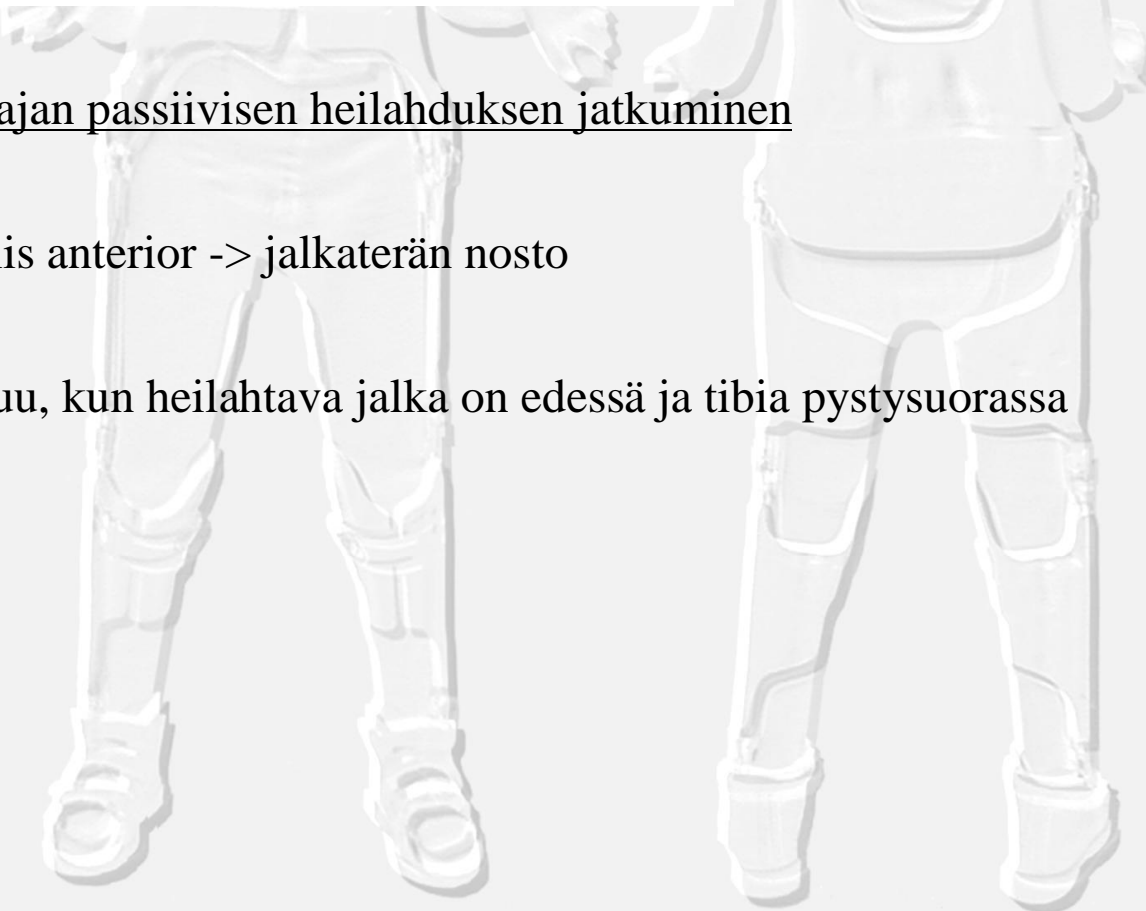 ajan passiivisen heilahduksen jatkuminen
is anterior -> jalkaterän nosto
uu, kun heilahtava jalka on edessä ja tibia pystysuorassa